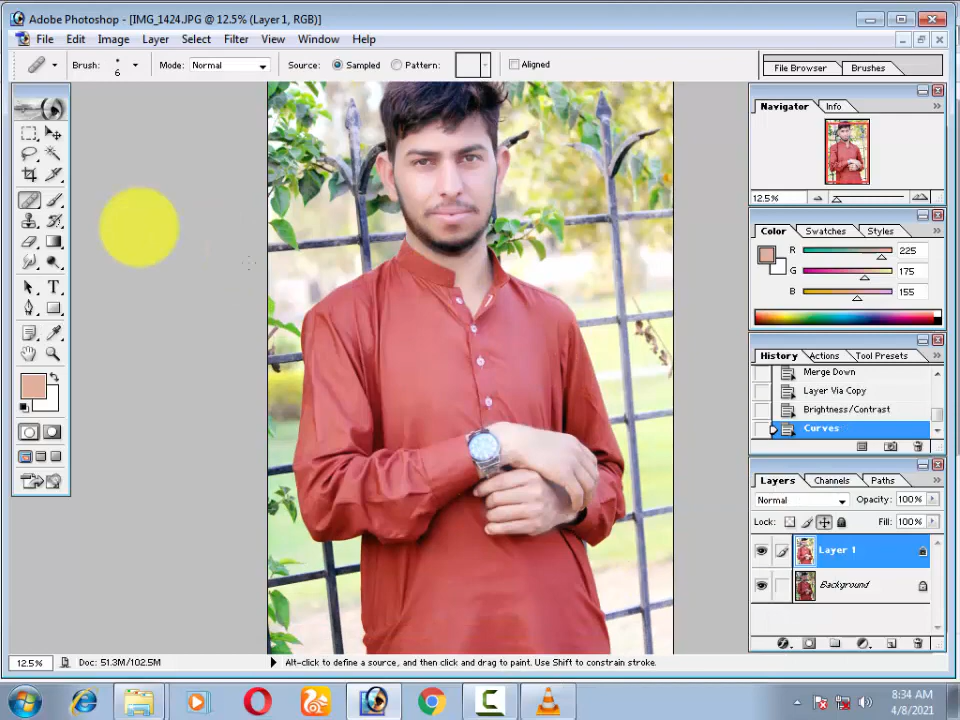 Adobe Photoshop - [IMG_1424.JPG @ 12.5% (Layer 1, RGB)]
File Edit Image Layer Select Filter View Window Help
Brush: 6 Mode: Normal Source: Sampled Pattern: Aligned File Browser Brushes
Navigator Info
12.5%
Color Swatches Styles
R 225
G 175
B 155
History Actions Tool Presets
Merge Down
Layer Via Copy
Brightness/Contrast
Curves
Layers Channels Paths
Normal Opacity: 100%
Lock: Fill: 100%
Layer 1
Background
12.5% Doc: 51.3M/102.5M Alt-click to define a source, and then click and drag to paint. Use Shift to constrain stroke.
8:34 AM
4/8/2021